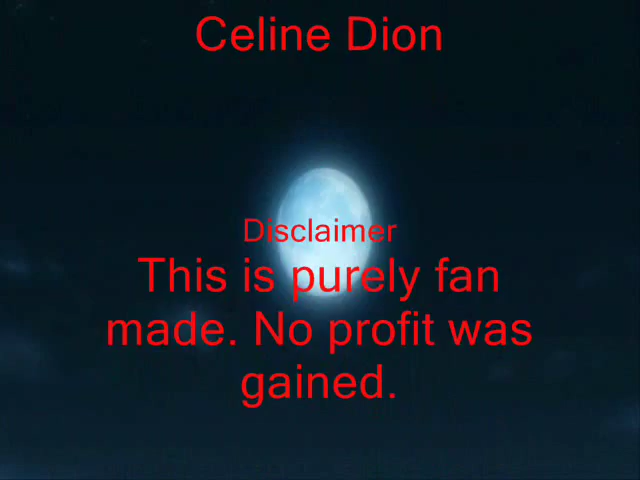 Celine Dion
Disclaimer
This is purely fan
made. No profit was
gained.